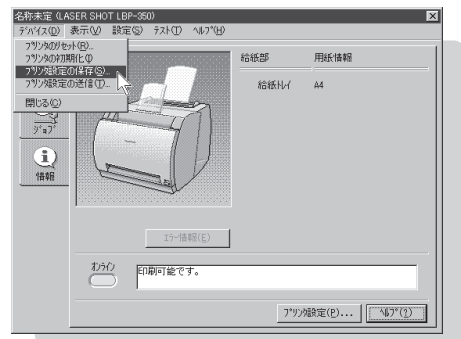 名称未定 (LASER SHOT LBP-350)
ﾃﾞﾊﾞｲｽ(D) 表示(V) 設定(S) ﾃｽﾄ(T) ﾍﾙﾌﾟ(H)
ﾌﾟﾘﾝﾀのﾘｾｯﾄ(R)...
ﾌﾟﾘﾝﾀの初期化(I)
ﾌﾟﾘﾝﾀ設定の保存(S)...
ﾌﾟﾘﾝﾀ設定の送信(T)...
閉じる(C)
ｼﾞｮﾌﾞ
情報
給紙部 用紙情報
給紙ﾄﾚｲ A4
ｴﾗｰ情報(E)
ｵﾝﾗｲﾝ
印刷可能です。
ﾌﾟﾘﾝﾀ設定(P)... ﾍﾙﾌﾟ(?)